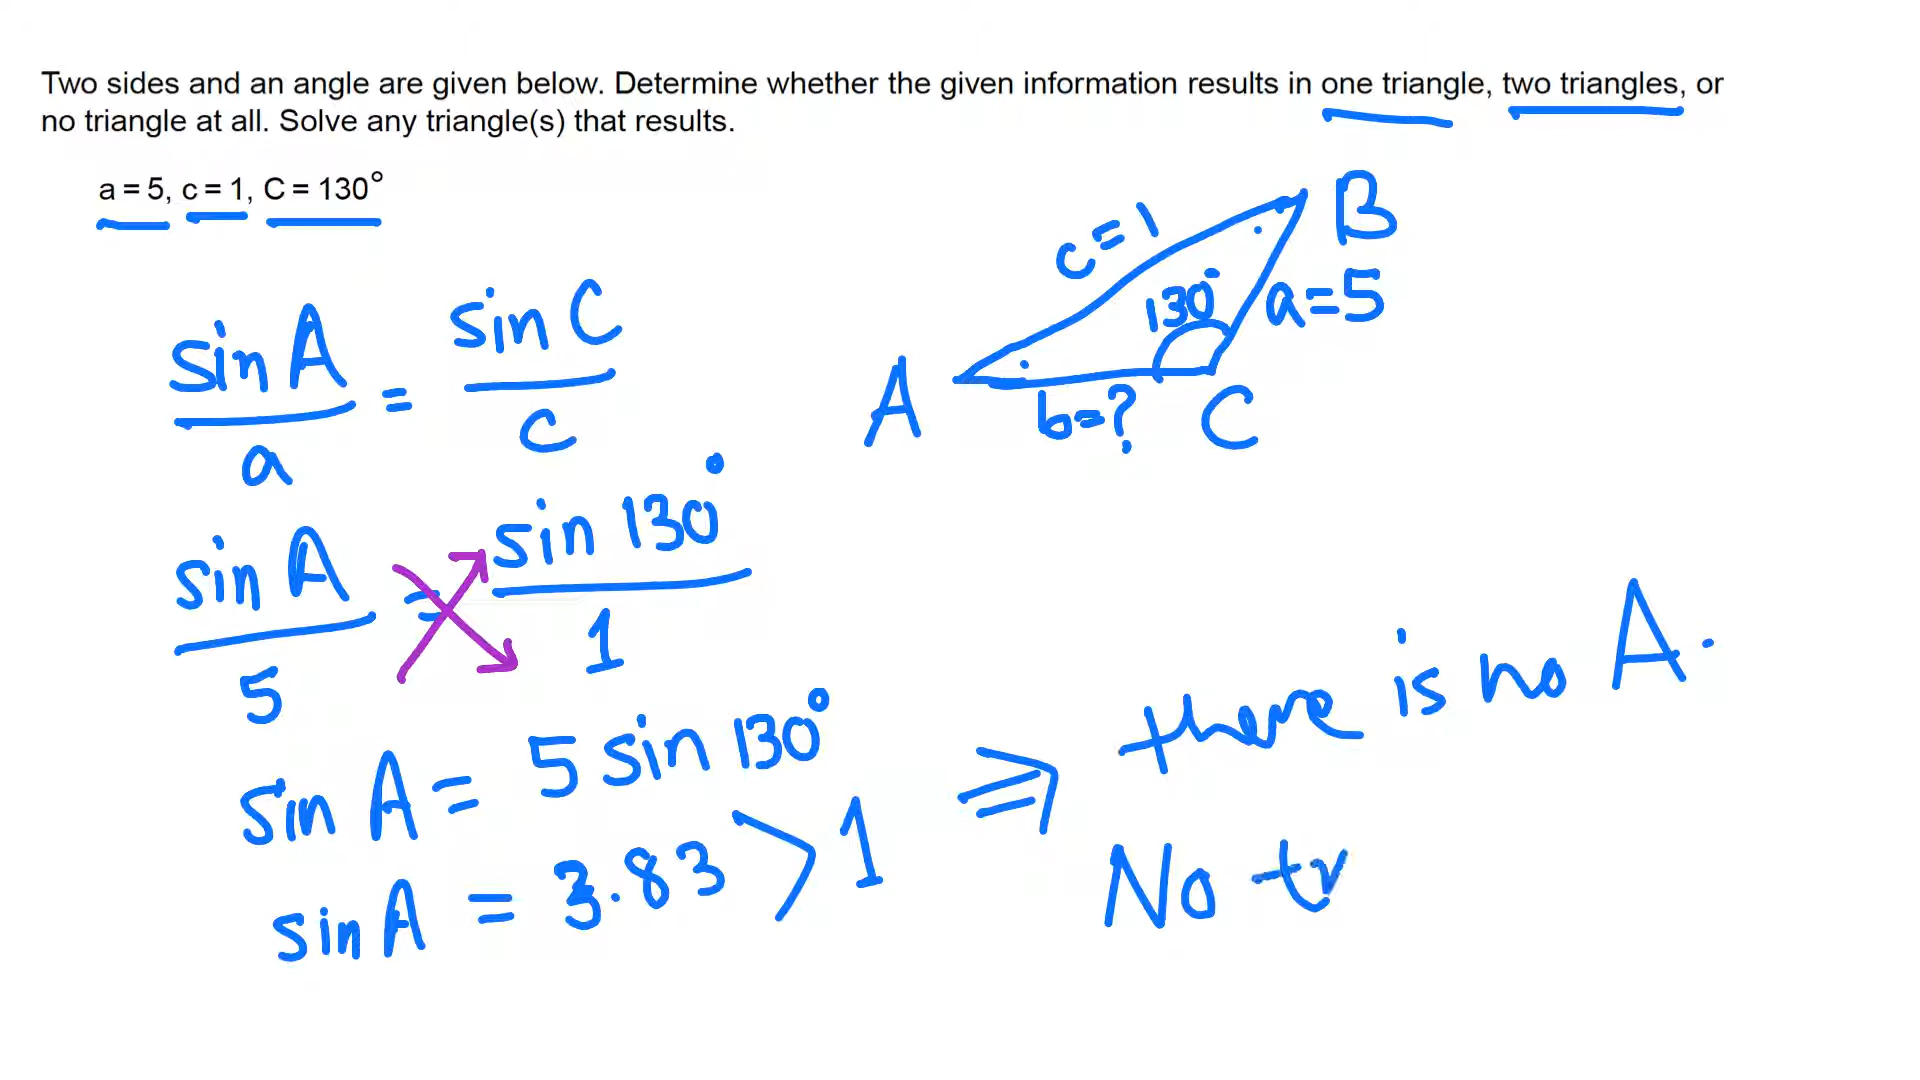 Two sides and an angle are given below. Determine whether the given information results in one triangle, two triangles, or
no triangle at all. Solve any triangle(s) that results.
a = 5, c = 1, C = 130°
sin A / a = sin C / c
sin A / 5 = sin 130° / 1
sin A = 5 sin 130°
sin A = 3.83 > 1
⇒ there is no A.
No tr
c = 1
B
130°
a = 5
A
b = ?
C